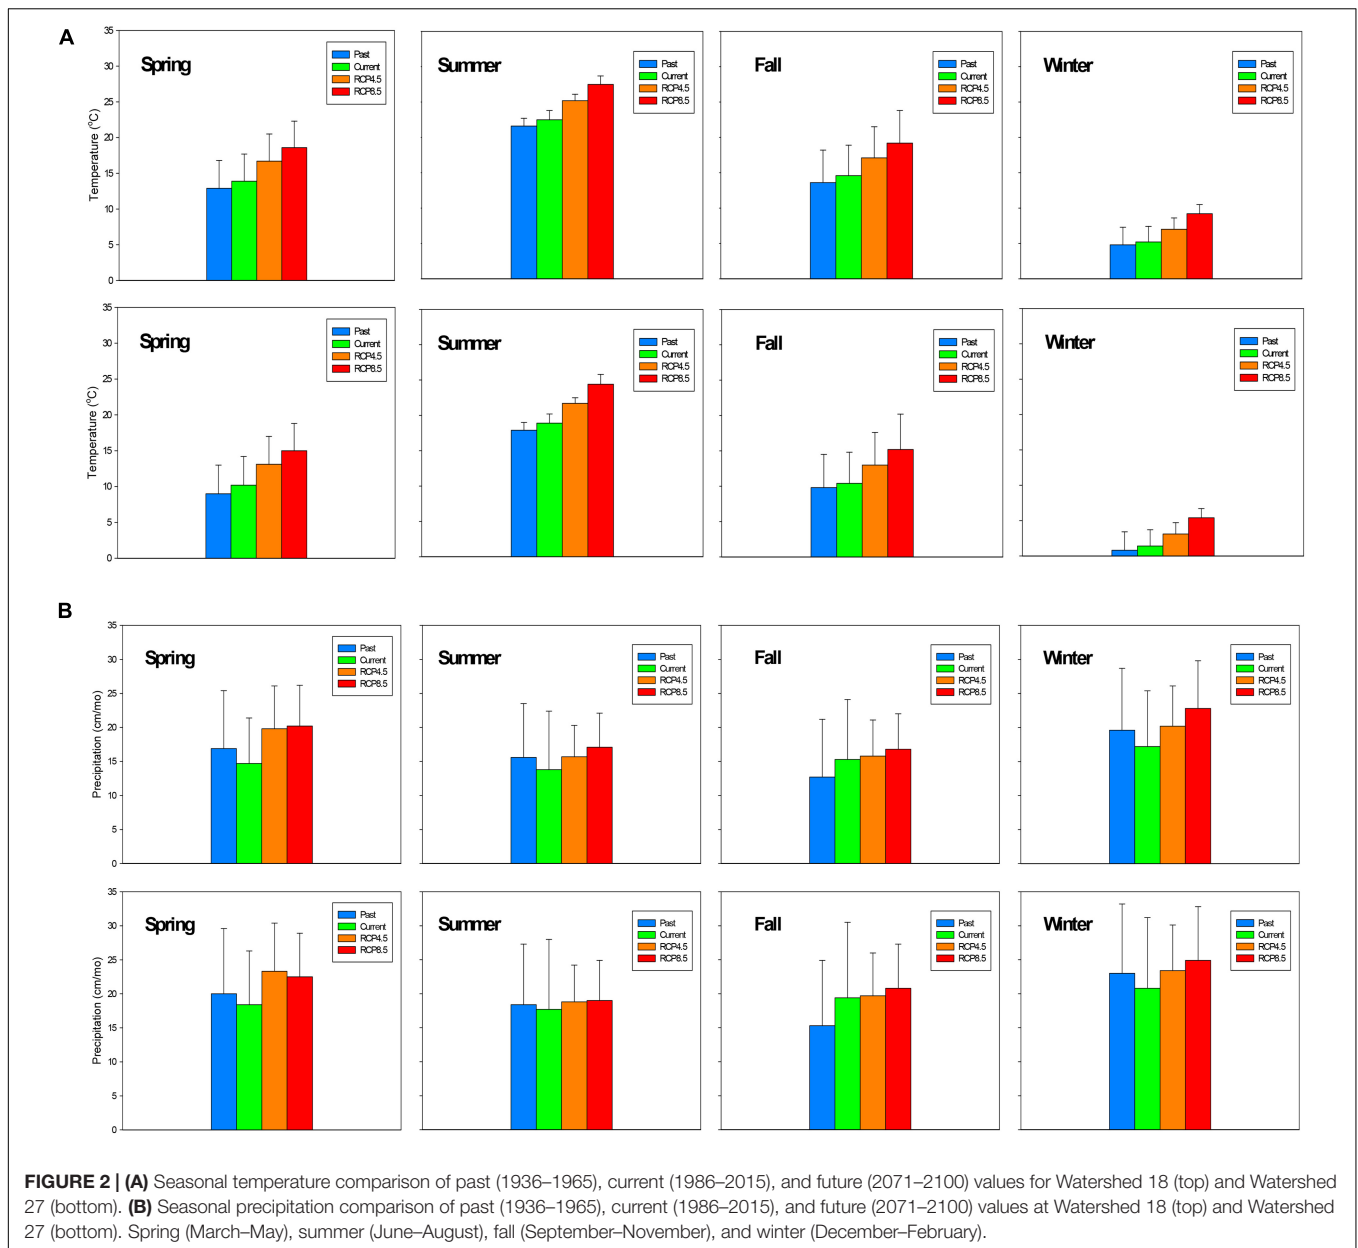 A
Temperature (°C)
35
30
25
20
15
10
5
0
Spring
Past
Current
RCP4.5
RCP8.5
Summer
Past
Current
RCP4.5
RCP8.5
Fall
Past
Current
RCP4.5
RCP8.5
Winter
Past
Current
RCP4.5
RCP8.5
Temperature (°C)
35
30
25
20
15
10
5
0
Spring
Past
Current
RCP4.5
RCP8.5
Summer
Past
Current
RCP4.5
RCP8.5
Fall
Past
Current
RCP4.5
RCP8.5
Winter
Past
Current
RCP4.5
RCP8.5
B
Precipitation (cm/mo)
35
30
25
20
15
10
5
0
Spring
Past
Current
RCP4.5
RCP8.5
Summer
Past
Current
RCP4.5
RCP8.5
Fall
Past
Current
RCP4.5
RCP8.5
Winter
Past
Current
RCP4.5
RCP8.5
Precipitation (cm/mo)
35
30
25
20
15
10
5
0
Spring
Past
Current
RCP4.5
RCP8.5
Summer
Past
Current
RCP4.5
RCP8.5
Fall
Past
Current
RCP4.5
RCP8.5
Winter
Past
Current
RCP4.5
RCP8.5
FIGURE 2 | (A) Seasonal temperature comparison of past (1936–1965), current (1986–2015), and future (2071–2100) values for Watershed 18 (top) and Watershed
27 (bottom). (B) Seasonal precipitation comparison of past (1936–1965), current (1986–2015), and future (2071–2100) values at Watershed 18 (top) and Watershed
27 (bottom). Spring (March–May), summer (June–August), fall (September–November), and winter (December–February).